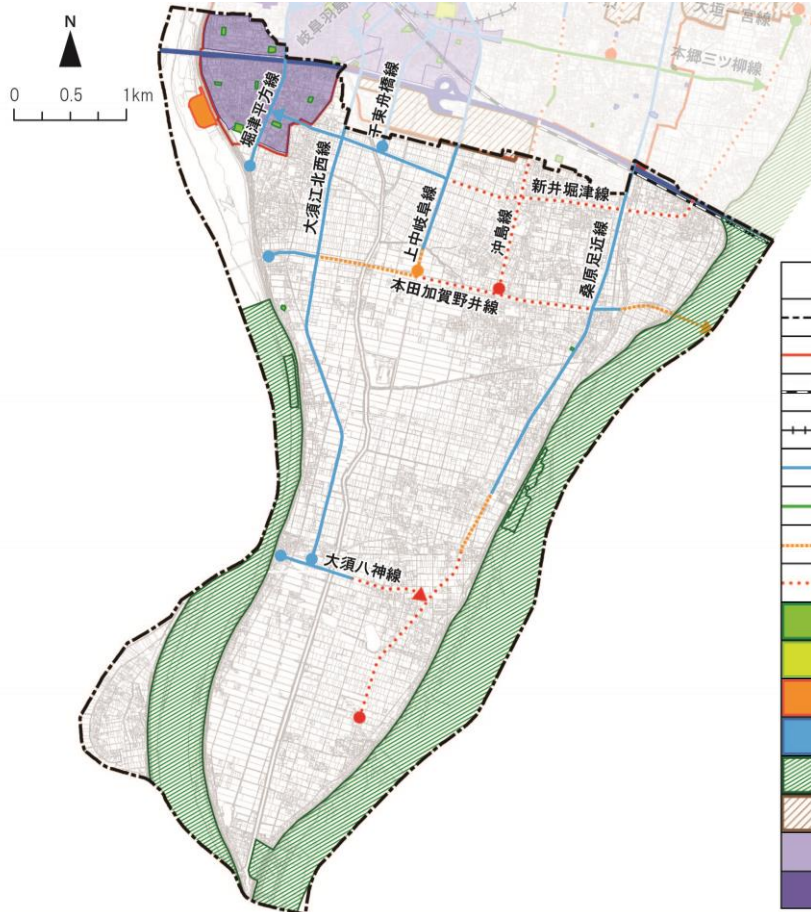 N
0 0.5 1km
岐阜羽島
大垣一宮線
本郷三ツ柳線
堀津平方線
大須江北西線
干東舟橋線
上中岐阜線
沖島線
新井堀津線
桑原足近線
本田加賀野井線
大須八神線